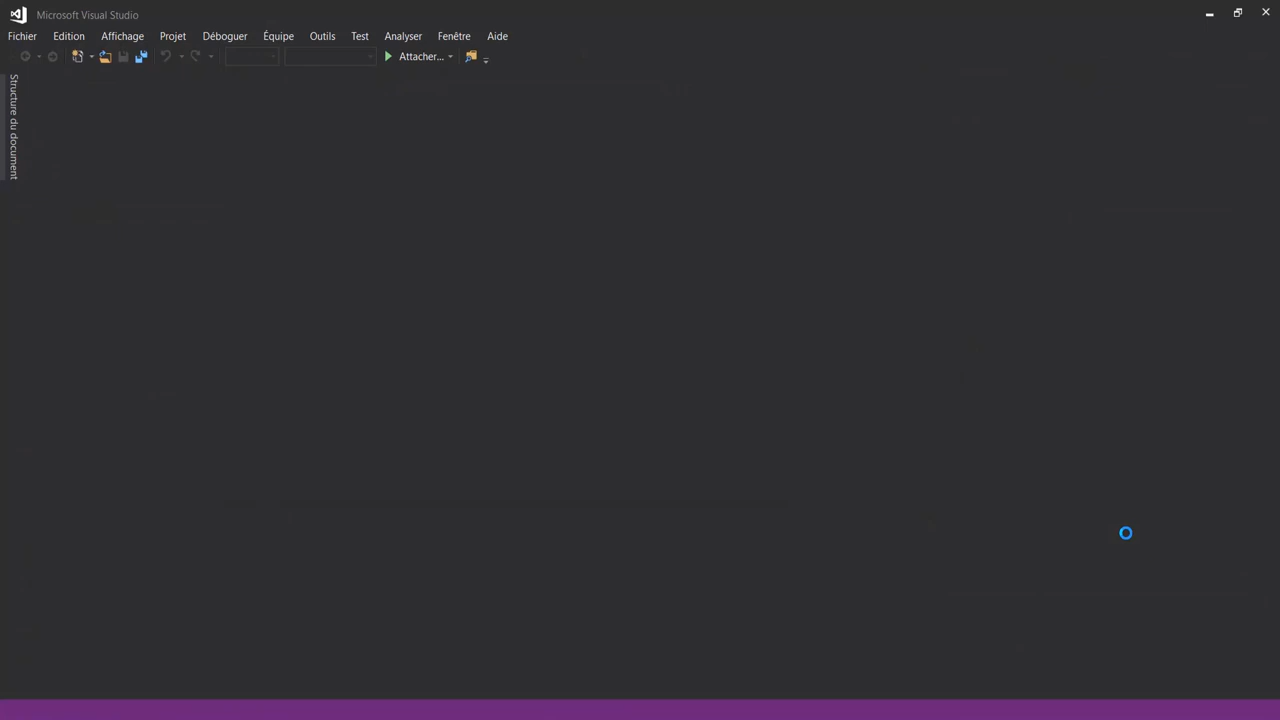 Microsoft Visual Studio
Fichier Edition Affichage Projet Déboguer Équipe Outils Test Analyser Fenêtre Aide
Attacher...
Structure du document